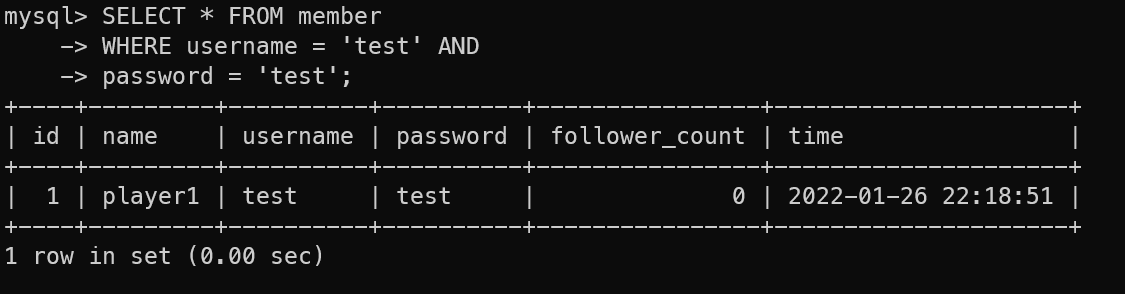 mysql> SELECT * FROM member
    -> WHERE username = 'test' AND
    -> password = 'test';
+----+---------+----------+----------+----------------+---------------------+
| id | name    | username | password | follower_count | time                |
+----+---------+----------+----------+----------------+---------------------+
|  1 | player1 | test     | test     |              0 | 2022-01-26 22:18:51 |
+----+---------+----------+----------+----------------+---------------------+
1 row in set (0.00 sec)